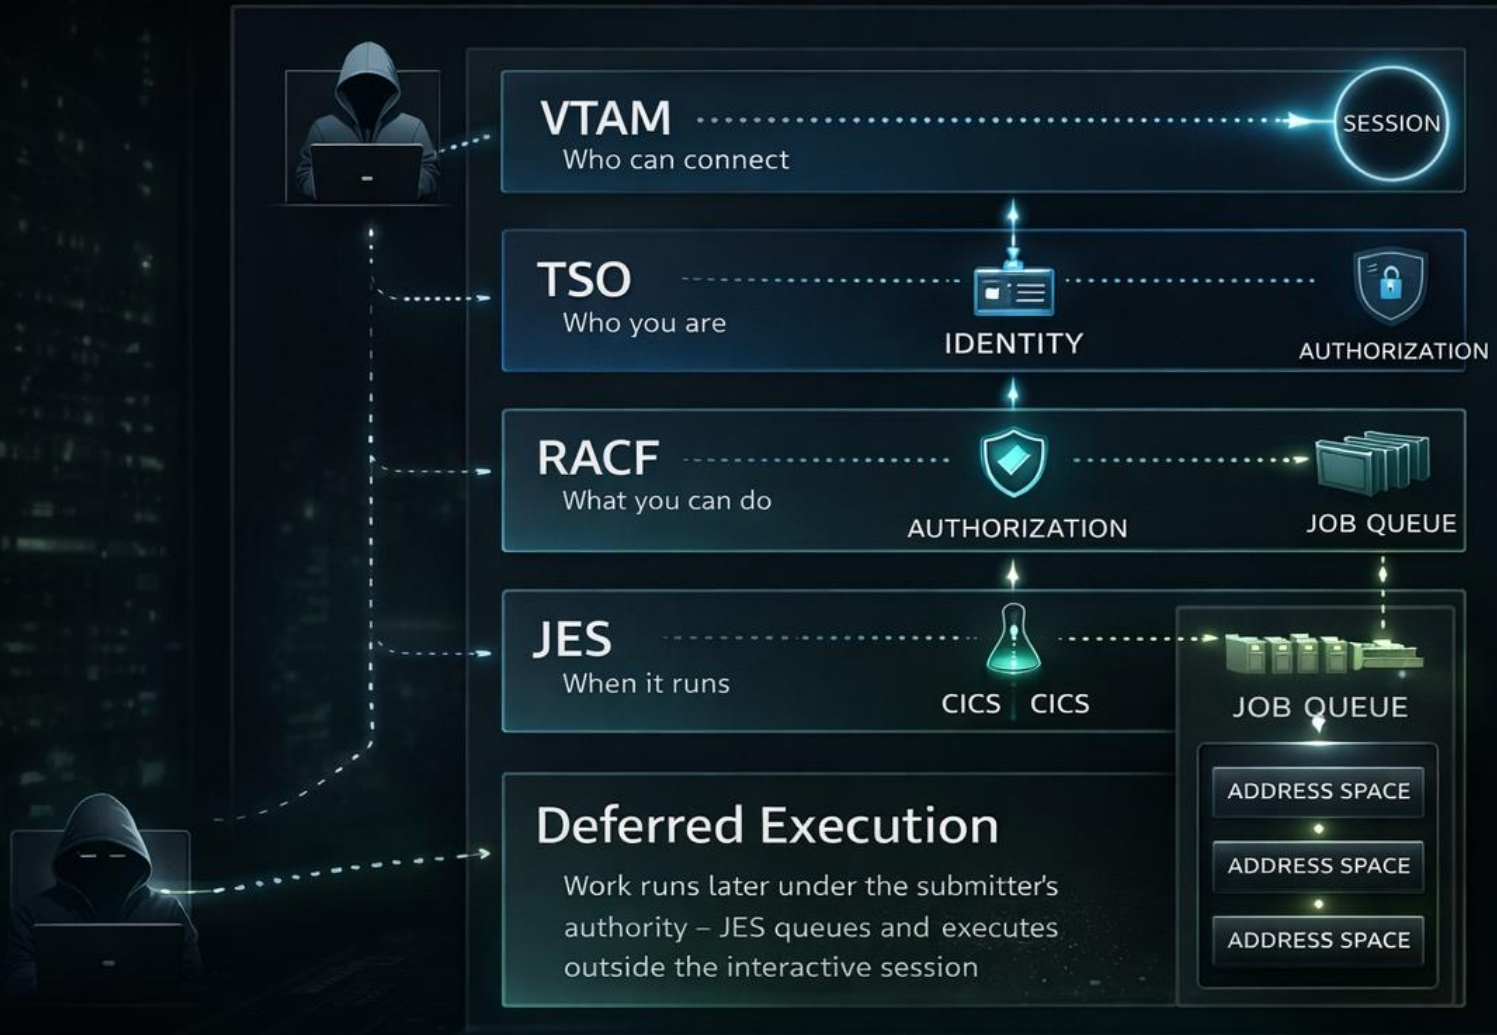 VTAM
Who can connect
SESSION
TSO
Who you are
IDENTITY
AUTHORIZATION
RACF
What you can do
AUTHORIZATION
JOB QUEUE
JES
When it runs
CICS CICS
JOB QUEUE
ADDRESS SPACE
ADDRESS SPACE
ADDRESS SPACE
Deferred Execution
Work runs later under the submitter's
authority – JES queues and executes
outside the interactive session